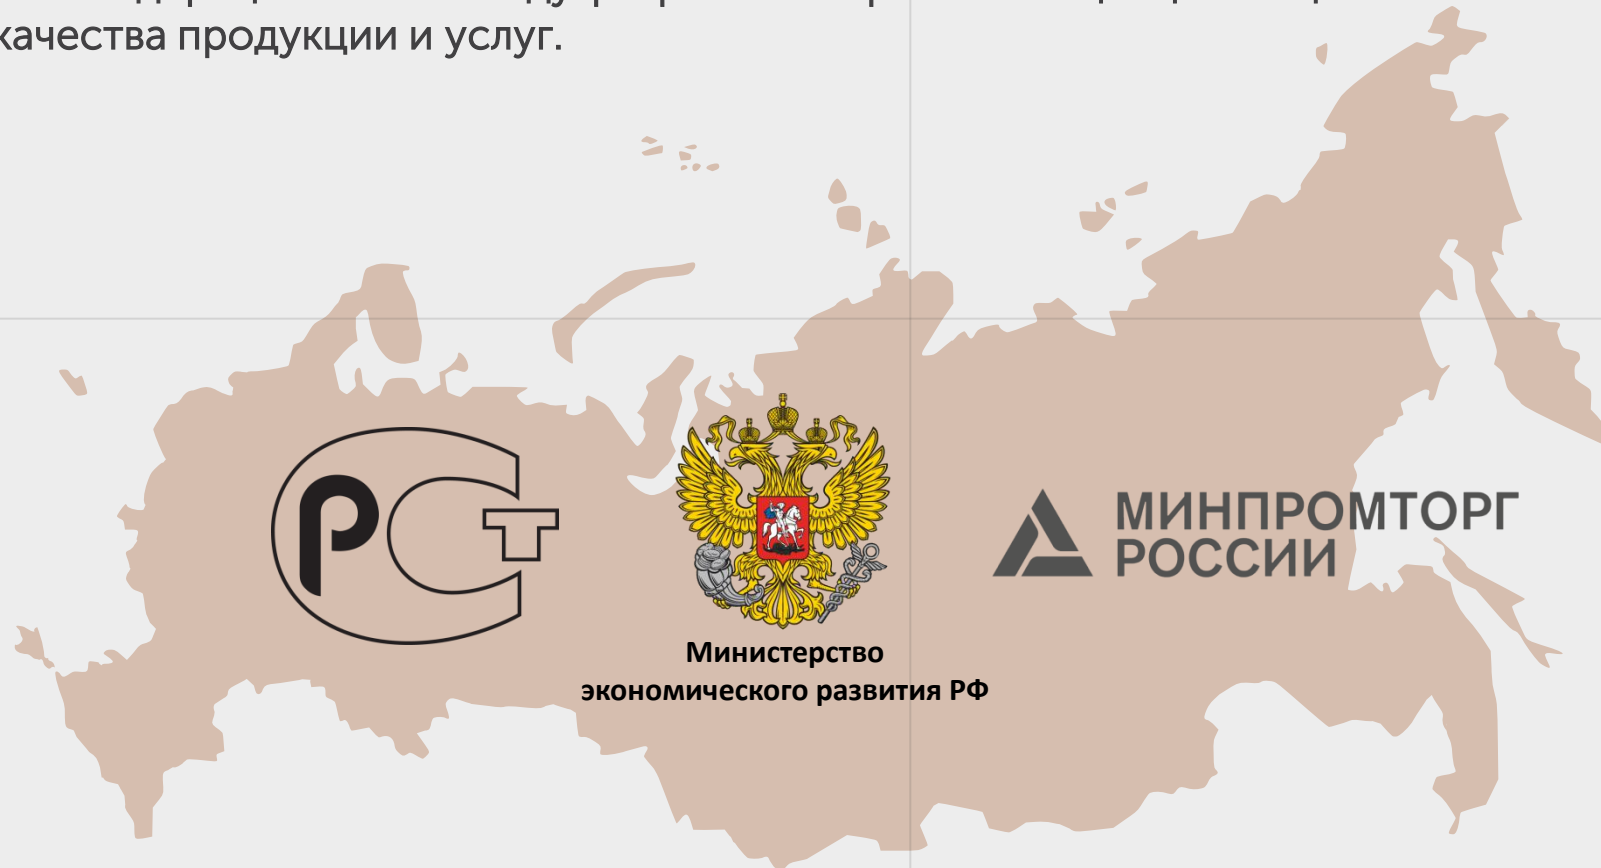 качества продукции и услуг.
РСТ
Министерство
экономического развития РФ
МИНПРОМТОРГ
РОССИИ